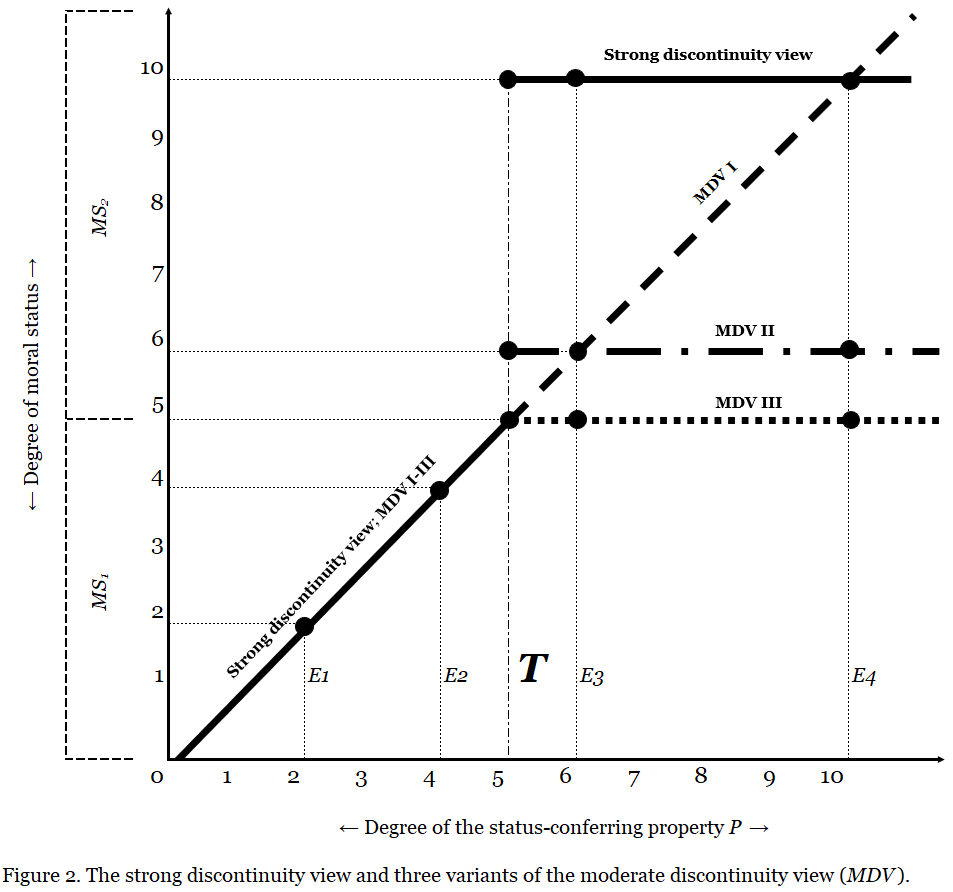 Strong discontinuity view
10
9
MDV I
8
MS₂
7
← Degree of moral status →
6
MDV II
5
MDV III
4
Strong discontinuity view; MDV I-III
3
MS₁
2
1
E1
E2
T
E3
E4
0 1 2 3 4 5 6 7 8 9 10
← Degree of the status-conferring property P →
Figure 2. The strong discontinuity view and three variants of the moderate discontinuity view (MDV).